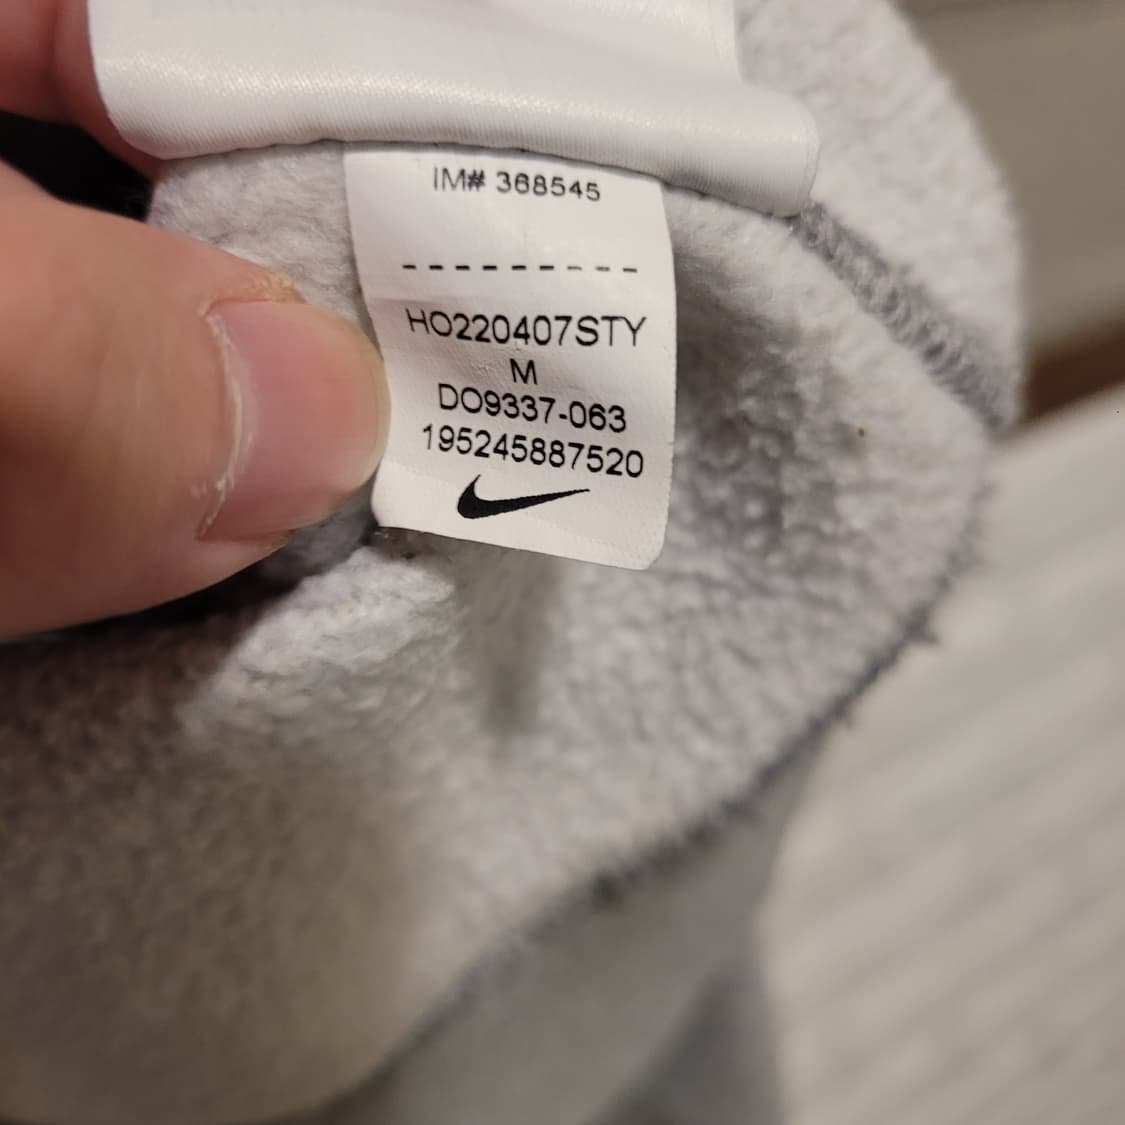 IM# 368545
----------
HO220407STY
M
DO9337-063
195245887520